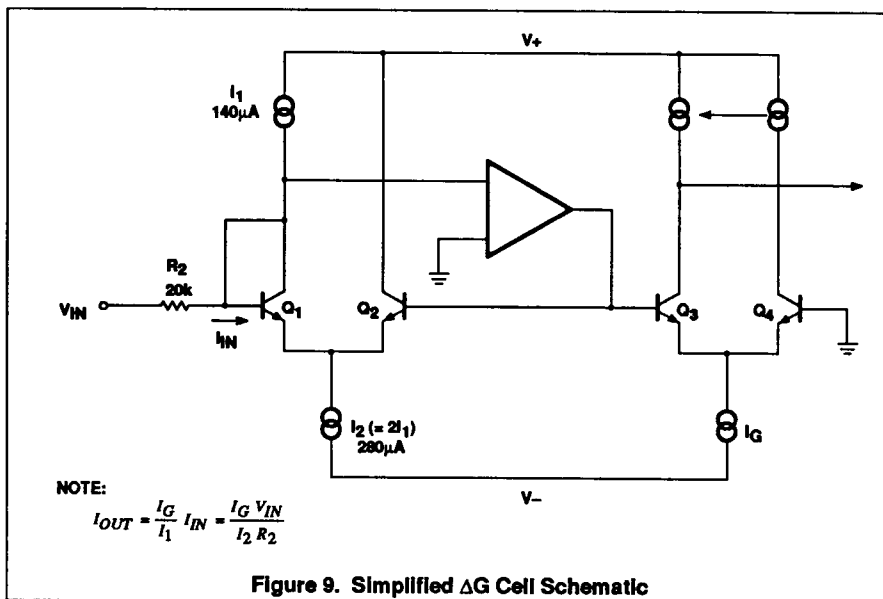 V+
I1
140µA
R2
20k
VIN
IIN
Q1
Q2
Q3
Q4
I2 (= 2I1)
280µA
IG
V–
NOTE:
IOUT = IG/I1 IIN = IG VIN/I2 R2
Figure 9. Simplified ΔG Cell Schematic